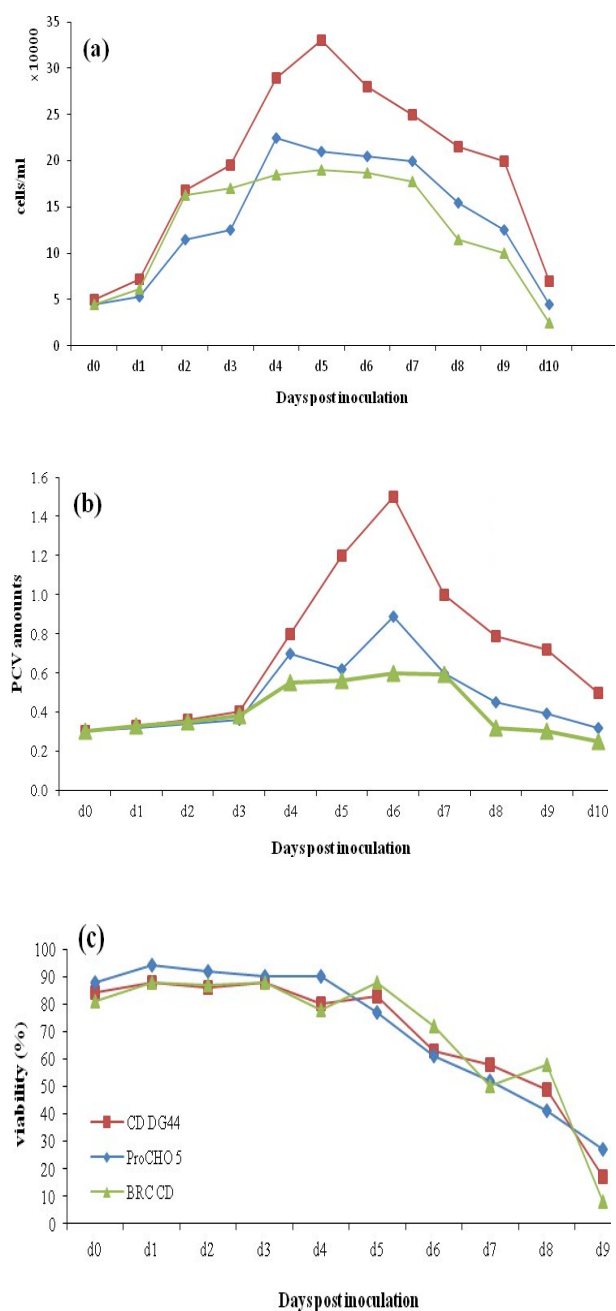 (a)
× 10000
cells/ml
35
30
25
20
15
10
5
0
d0 d1 d2 d3 d4 d5 d6 d7 d8 d9 d10
Days post inoculation
(b)
PCV amounts
1.6
1.4
1.2
1.0
0.8
0.6
0.4
0.2
0.0
d0 d1 d2 d3 d4 d5 d6 d7 d8 d9 d10
Days post inoculation
(c)
viability (%)
100
90
80
70
60
50
40
30
20
10
0
CD DG44
ProCHO 5
BRC CD
d0 d1 d2 d3 d4 d5 d6 d7 d8 d9
Days post inoculation